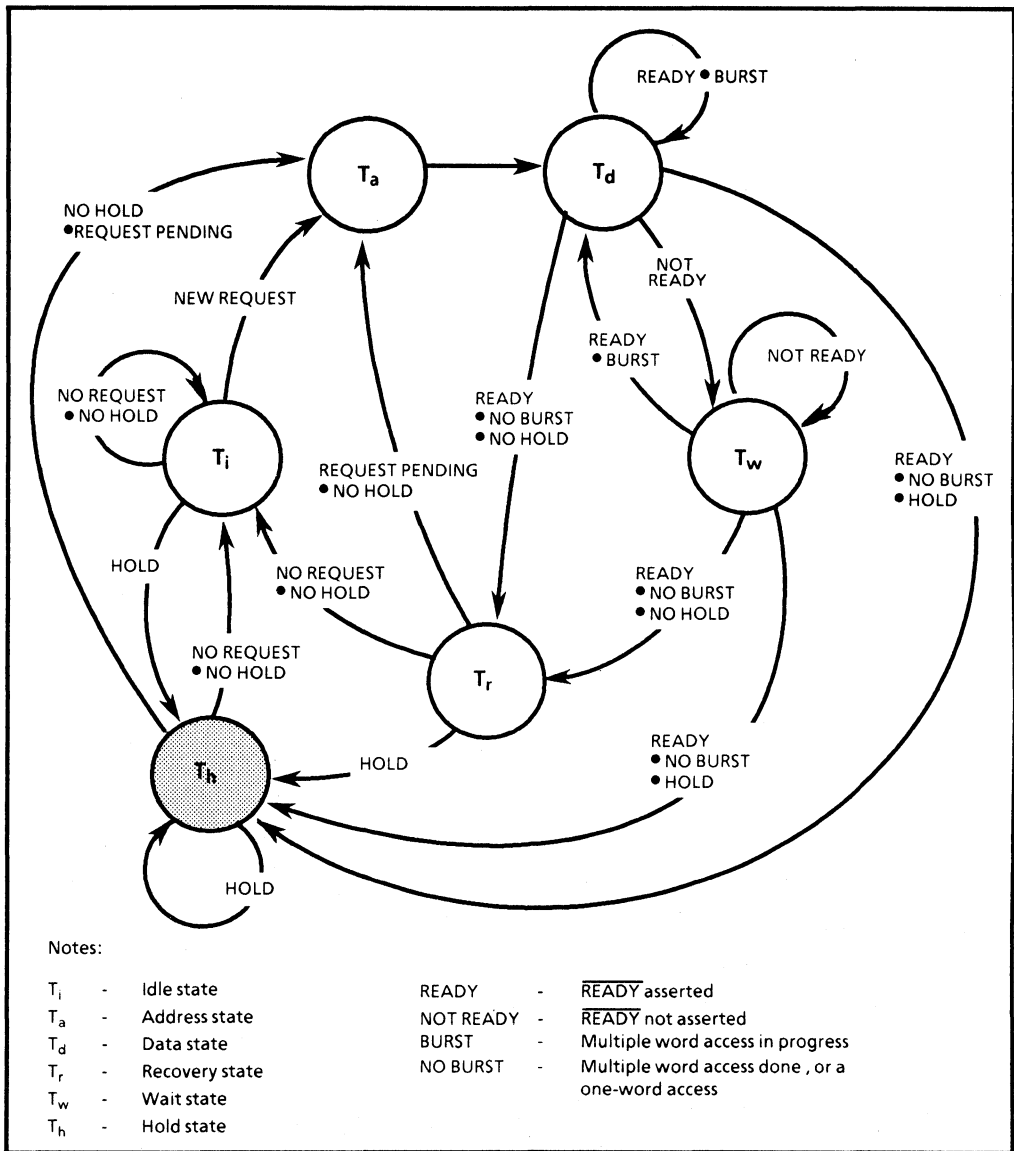 READY • BURST
Ta
Td
NO HOLD
•REQUEST PENDING
NOT
READY
NEW REQUEST
READY
• BURST
NOT READY
NO REQUEST
• NO HOLD
READY
• NO BURST
• NO HOLD
Ti
Tw
READY
• NO BURST
• HOLD
REQUEST PENDING
• NO HOLD
HOLD
NO REQUEST
• NO HOLD
READY
• NO BURST
• NO HOLD
NO REQUEST
• NO HOLD
Tr
READY
• NO BURST
• HOLD
HOLD
Th
HOLD
Notes:
Ti - Idle state
Ta - Address state
Td - Data state
Tr - Recovery state
Tw - Wait state
Th - Hold state
READY - READY asserted
NOT READY - READY not asserted
BURST - Multiple word access in progress
NO BURST - Multiple word access done , or a
one-word access